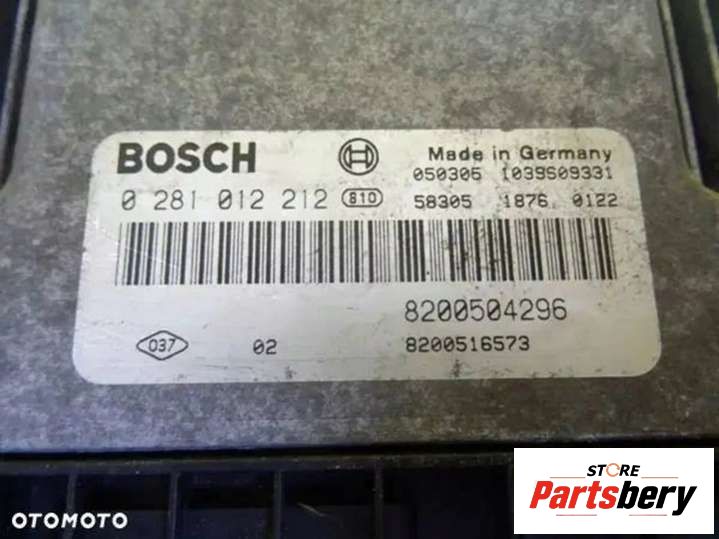 BOSCH
Made in Germany
050306 1039S09331
0 281 012 212 810
58305 1876 0122
8200504296
037 02 8200516573
STORE
Partsbery
OTOMOTO